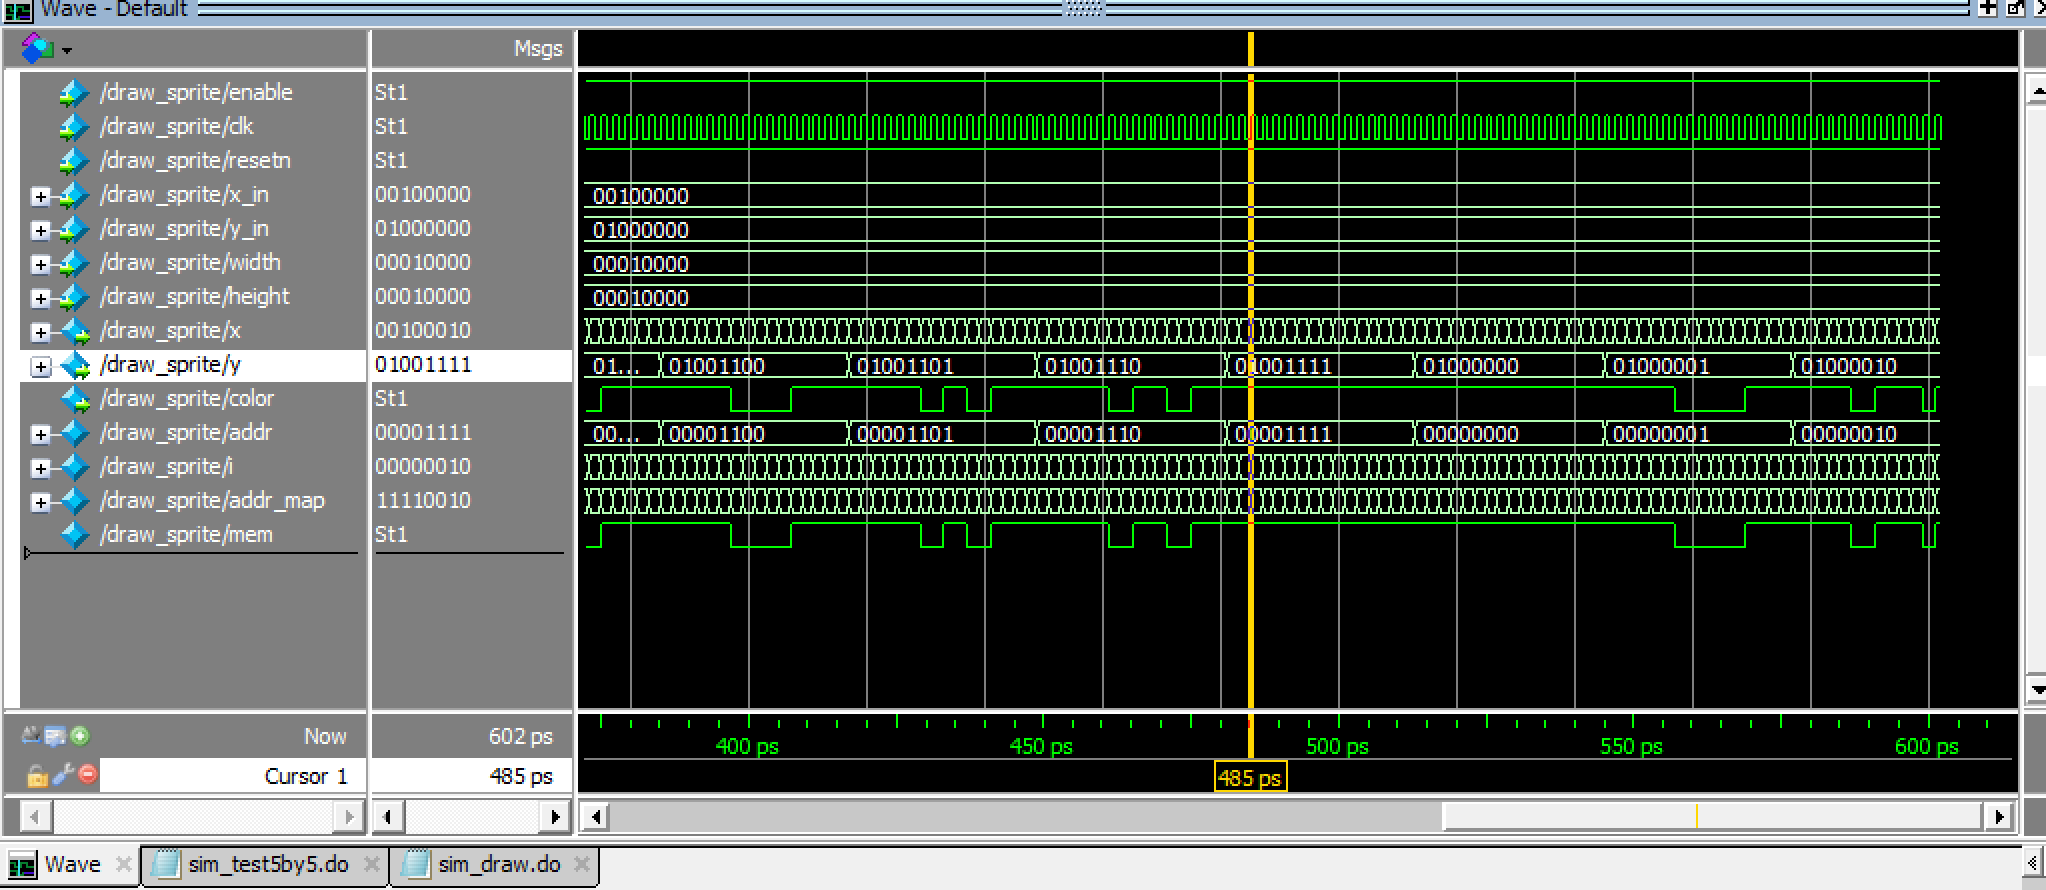 Wave - Default
Msgs
/draw_sprite/enable St1
/draw_sprite/clk St1
/draw_sprite/resetn St1
/draw_sprite/x_in 00100000 00100000
/draw_sprite/y_in 01000000 01000000
/draw_sprite/width 00010000 00010000
/draw_sprite/height 00010000 00010000
/draw_sprite/x 00100010
/draw_sprite/y 01001111 01... 01001100 01001101 01001110 01001111 01000000 01000001 01000010
/draw_sprite/color St1
/draw_sprite/addr 00001111 00... 00001100 00001101 00001110 00001111 00000000 00000001 00000010
/draw_sprite/i 00000010
/draw_sprite/addr_map 11110010
/draw_sprite/mem St1
Now 602 ps 400 ps 450 ps 500 ps 550 ps 600 ps
Cursor 1 485 ps 485 ps
Wave sim_test5by5.do sim_draw.do